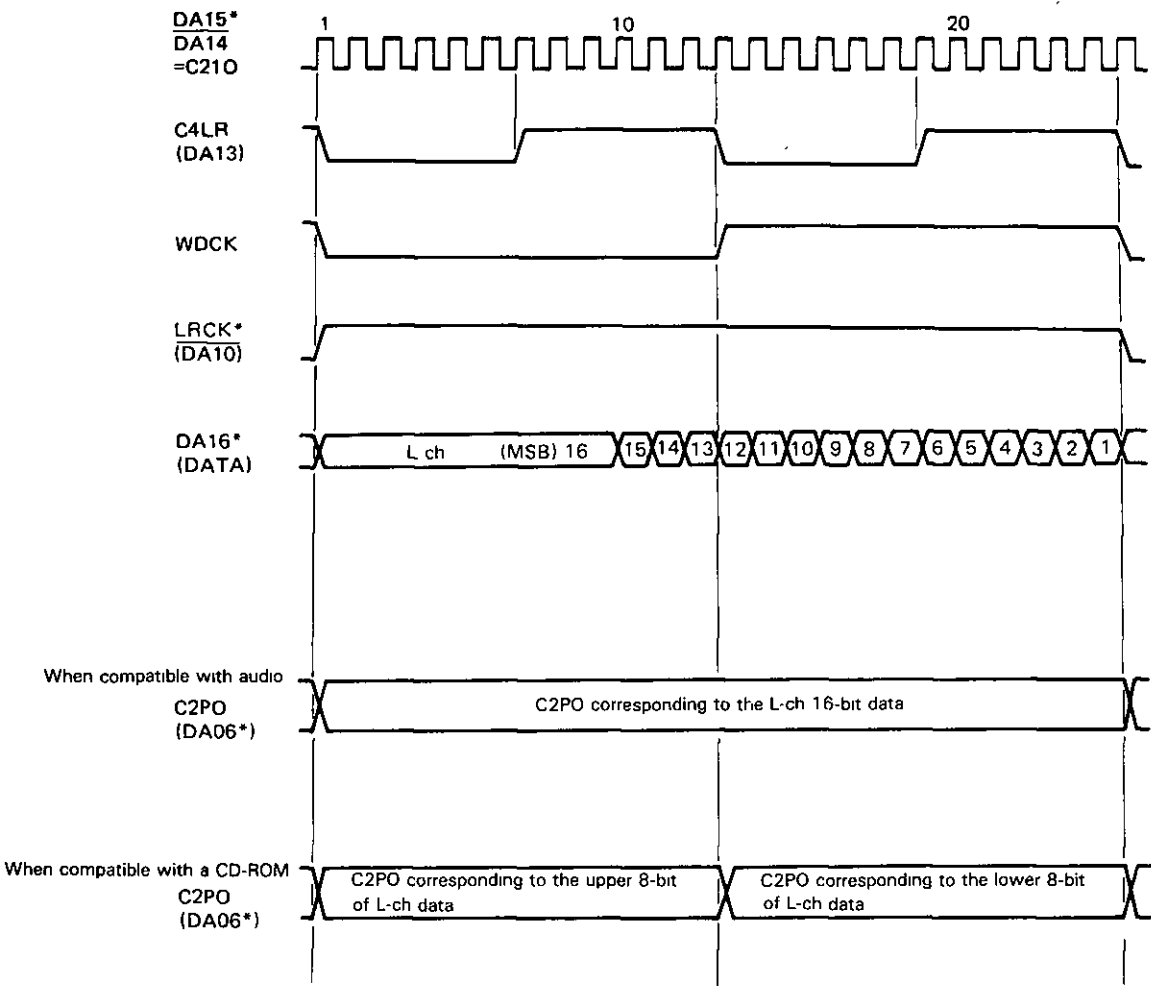 DA15*
1 10 20
DA14
=C210
C4LR
(DA13)
WDCK
LRCK*
(DA10)
DA16*
(DATA)
L ch (MSB) 16 15 14 13 12 11 10 9 8 7 6 5 4 3 2 1
When compatible with audio
C2PO
(DA06*)
C2PO corresponding to the L-ch 16-bit data
When compatible with a CD-ROM
C2PO
(DA06*)
C2PO corresponding to the upper 8-bit
of L-ch data
C2PO corresponding to the lower 8-bit
of L-ch data